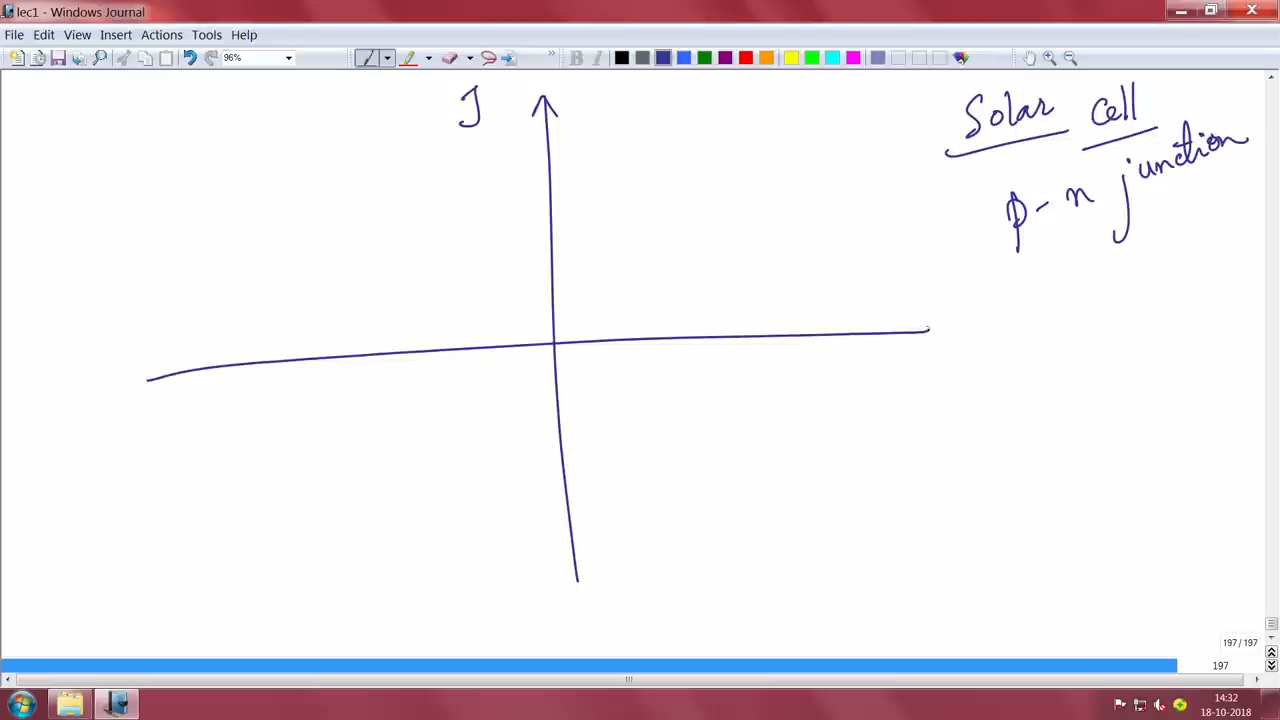 lec1 - Windows Journal
File Edit View Insert Actions Tools Help
96%
J
Solar cell
p - n junction
197 / 197
197
14:32
18-10-2018